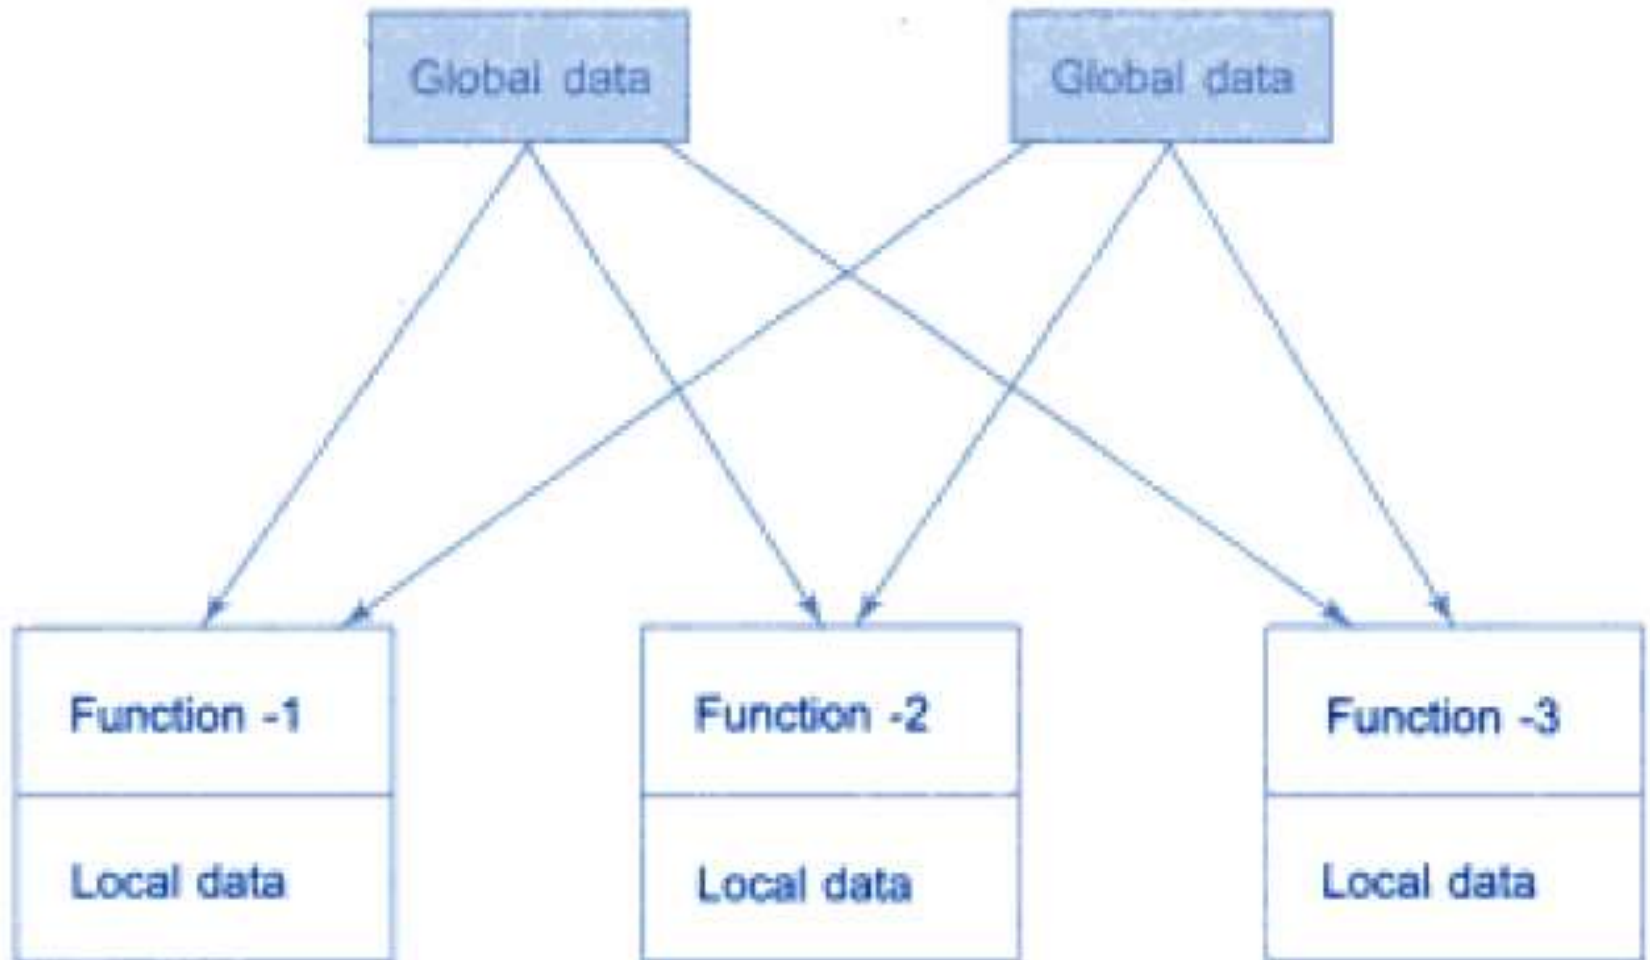 Global data
Global data
Function -1
Function -2
Function -3
Local data
Local data
Local data